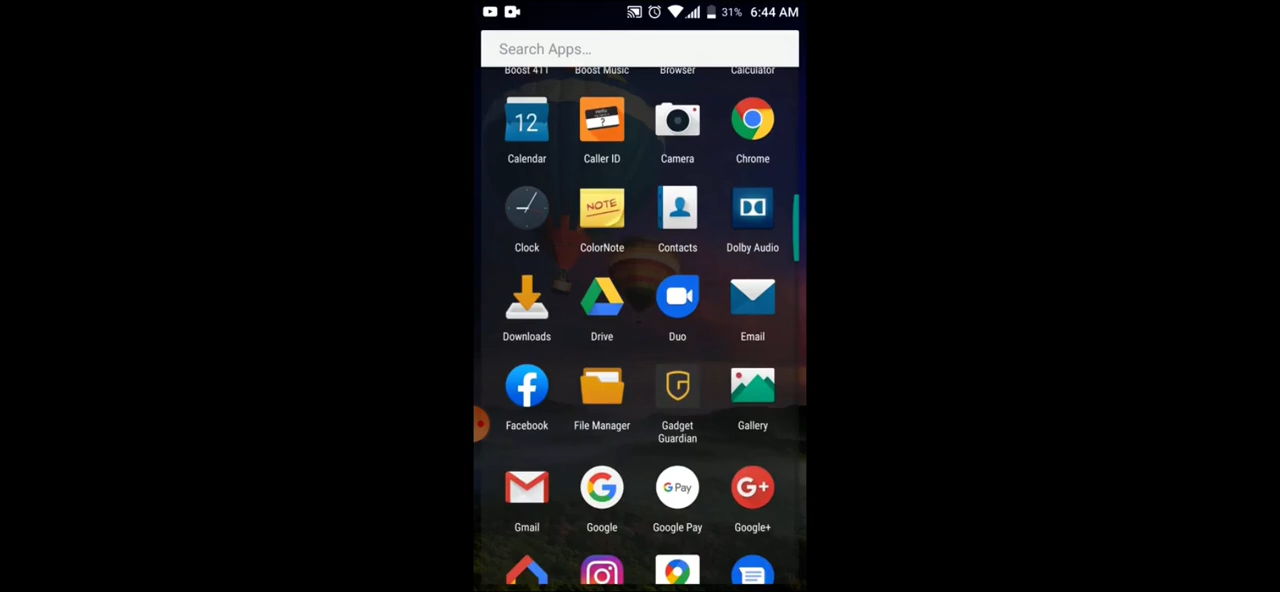 31% 6:44 AM
Search Apps...
Boost 411 Boost Music Browser Calculator
12 Hello ?
Calendar Caller ID Camera Chrome
NOTE
Clock ColorNote Contacts Dolby Audio
Downloads Drive Duo Email
Facebook File Manager Gadget Guardian Gallery
G Pay G+
Gmail Google Google Pay Google+